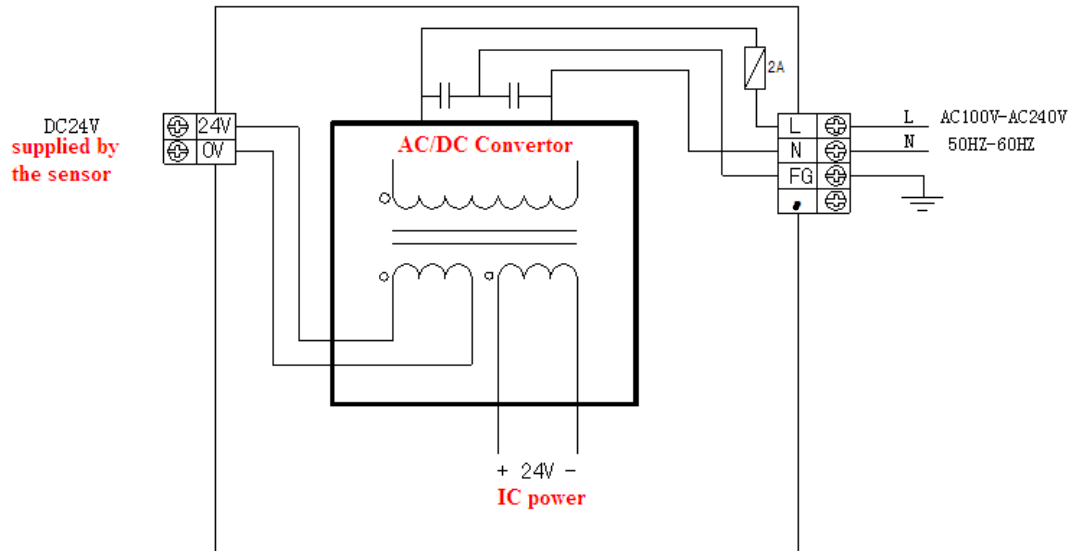 2A
DC24V
supplied by
the sensor
24V
0V
AC/DC Convertor
L
N
FG
L AC100V-AC240V
N 50HZ-60HZ
+ 24V -
IC power